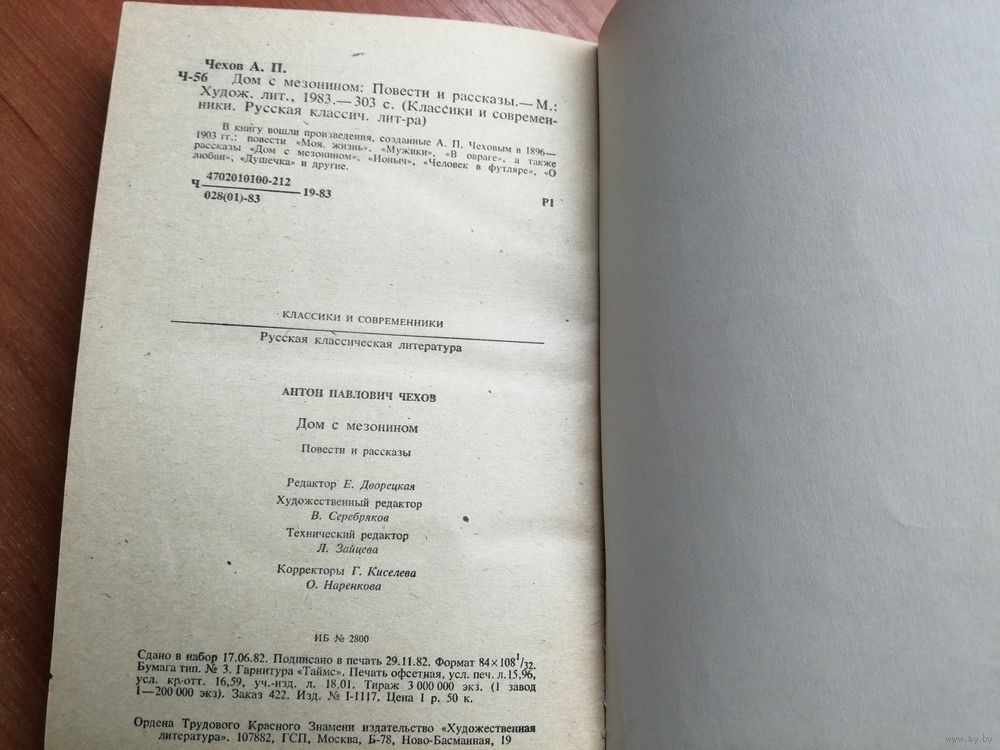 Чехов А. П.
Ч-56 Дом с мезонином: Повести и рассказы.— М.:
Худож. лит., 1983.— 303 с. (Классики и современ-
ники. Русская классич. лит-ра)
В книгу вошли произведения, созданные А. П. Чеховым в 1896—
1903 гг.: повести «Моя жизнь», «Мужики», «В овраге», а также
рассказы «Дом с мезонином», «Ионыч», «Человек в футляре», «О
любви», «Душечка» и другие.
Ч 4702010100-212 19-83
028(01)-83 Р1
КЛАССИКИ И СОВРЕМЕННИКИ
Русская классическая литература
АНТОН ПАВЛОВИЧ ЧЕХОВ
Дом с мезонином
Повести и рассказы
Редактор Е. Дворецкая
Художественный редактор
В. Серебряков
Технический редактор
Л. Зайцева
Корректоры Г. Киселева
О. Наренкова
ИБ № 2800
Сдано в набор 17.06.82. Подписано в печать 29.11.82. Формат 84×108 1/32.
Бумага тип. № 3. Гарнитура «Таймс». Печать офсетная, усл. печ. л. 15,96,
усл. кр-отт. 16,59, уч.-изд. л. 18,01. Тираж 3 000 000 экз. (1 завод
1—200 000 экз). Заказ 422. Изд. № I-1117. Цена 1 р. 50 к.
Ордена Трудового Красного Знамени издательство «Художественная
литература». 107882, ГСП, Москва, Б-78, Ново-Басманная, 19
www.ay.by